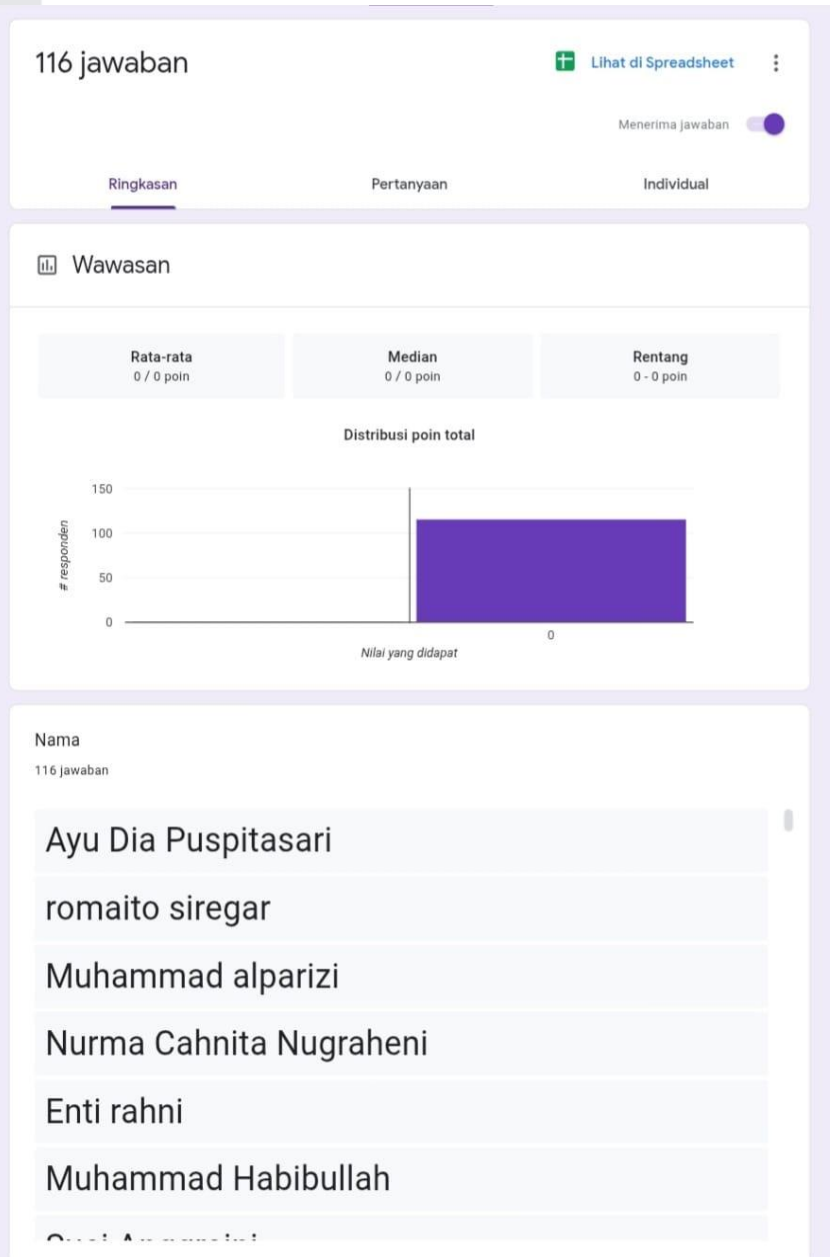 116 jawaban
Lihat di Spreadsheet
Menerima jawaban
Ringkasan Pertanyaan Individual
Wawasan
Rata-rata Median Rentang
0 / 0 poin 0 / 0 poin 0 - 0 poin
Distribusi poin total
150
100
50
0
# responden
0
Nilai yang didapat
Nama
116 jawaban
Ayu Dia Puspitasari
romaito siregar
Muhammad alparizi
Nurma Cahnita Nugraheni
Enti rahni
Muhammad Habibullah